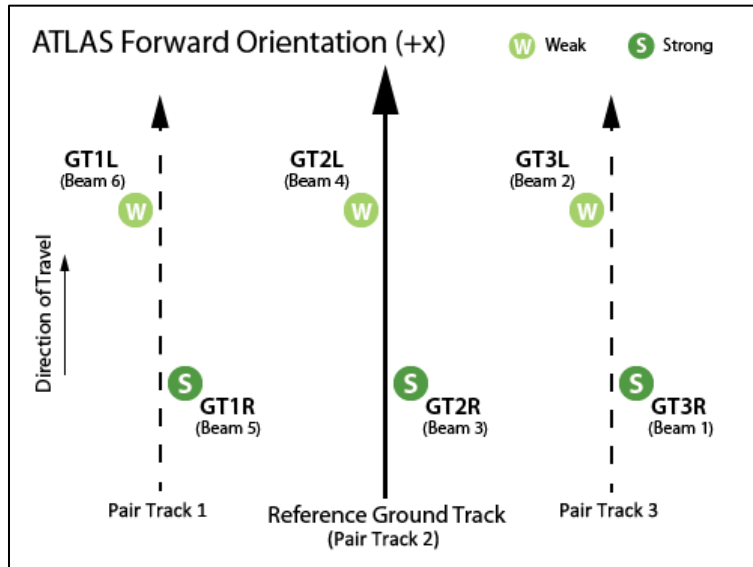 ATLAS Forward Orientation (+x)
W Weak
S Strong
GT1L
(Beam 6)
W
GT2L
(Beam 4)
W
GT3L
(Beam 2)
W
Direction of Travel
S
GT1R
(Beam 5)
S
GT2R
(Beam 3)
S
GT3R
(Beam 1)
Pair Track 1
Reference Ground Track
(Pair Track 2)
Pair Track 3